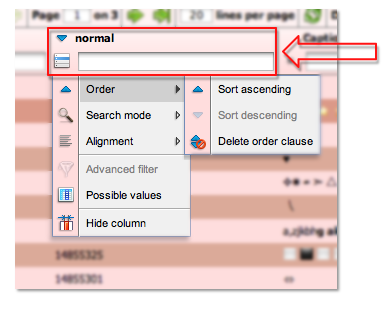 Page 1 on 3 20 lines per page
normal Caption
Order
Search mode
Alignment
Advanced filter
Possible values
Hide column
Sort ascending
Sort descending
Delete order clause
14855325
14855301